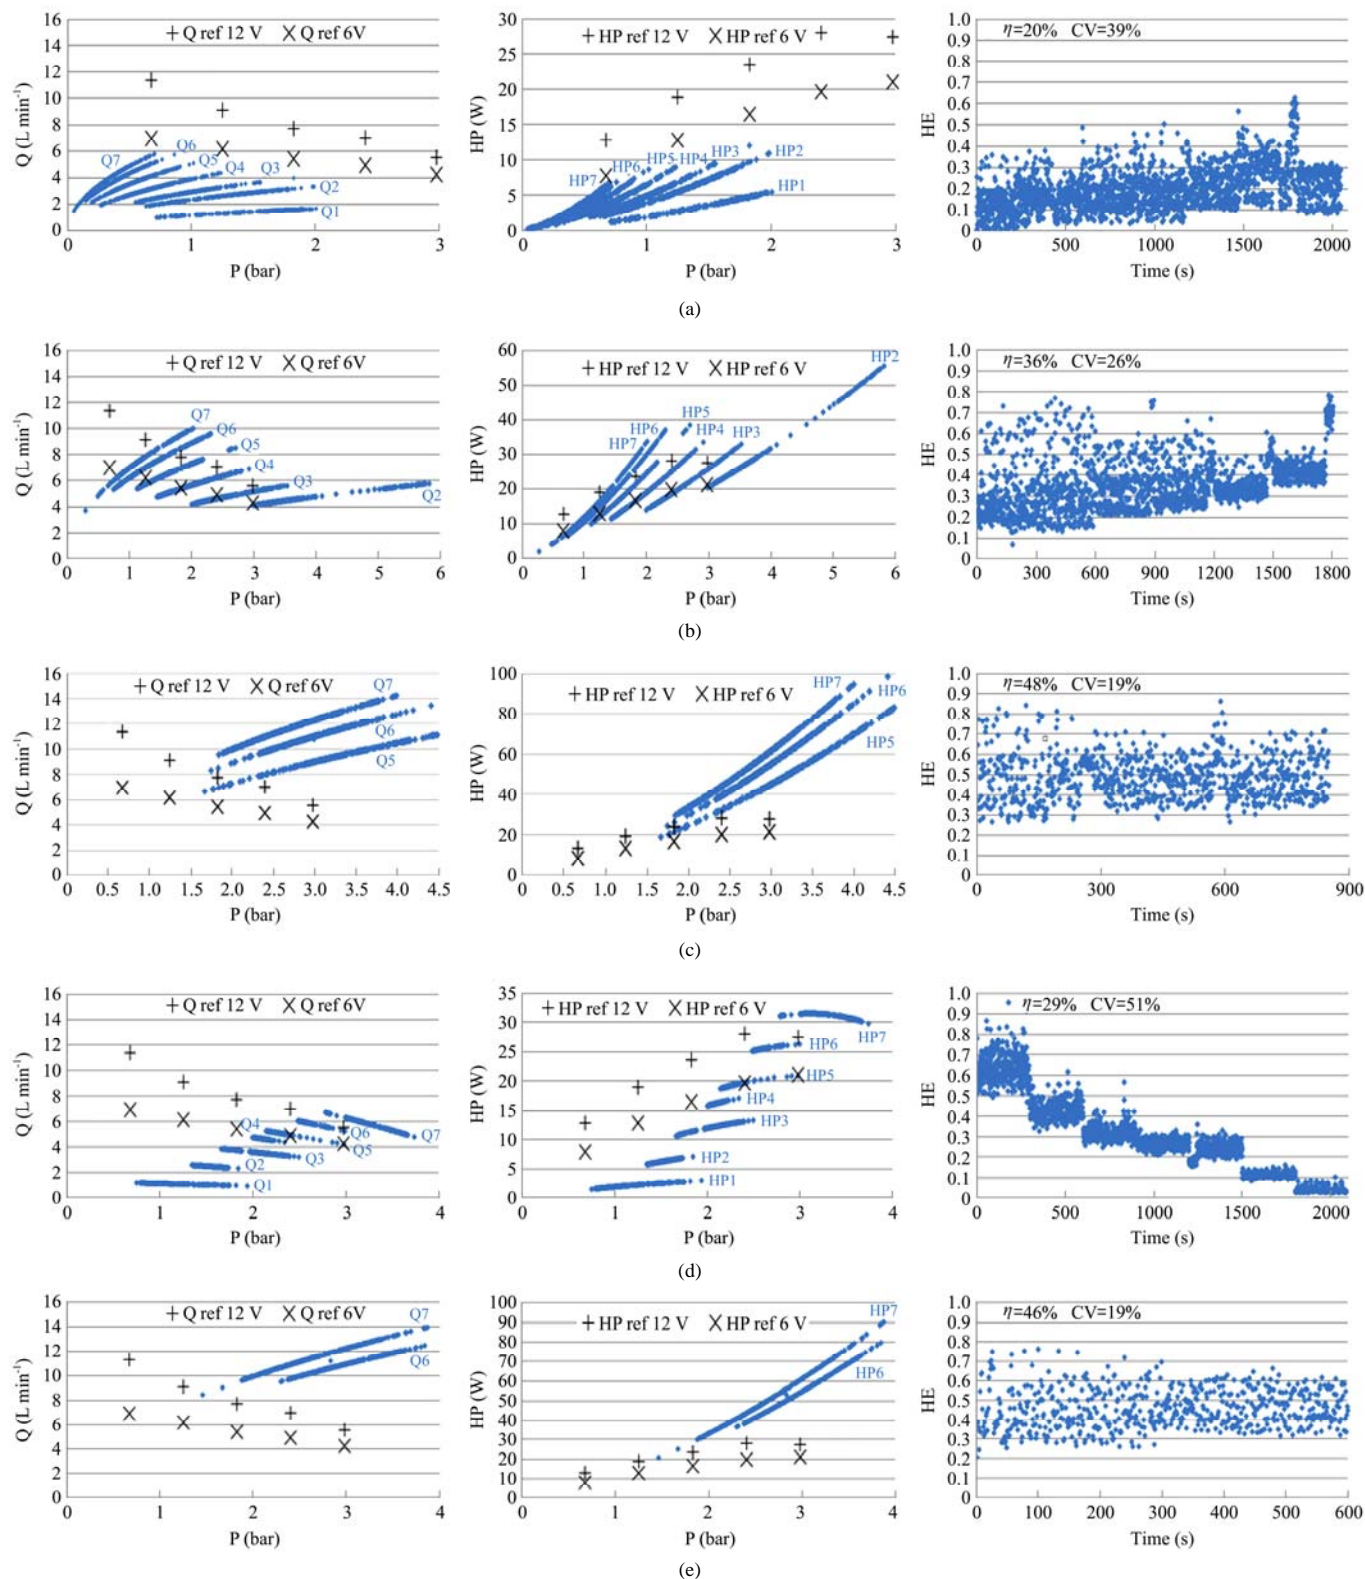 Q ref 12 V Q ref 6V
Q (L min⁻¹)
16
14
12
10
8
6
4
2
0
Q7 Q6 Q5 Q4 Q3 Q2 Q1
0 1 2 3
P (bar)
HP ref 12 V HP ref 6 V
HP (W)
30
25
20
15
10
5
0
HP7 HP6 HP5 HP4 HP3 HP2 HP1
0 1 2 3
P (bar)
η=20% CV=39%
HE
1.0
0.9
0.8
0.7
0.6
0.5
0.4
0.3
0.2
0.1
0
0 500 1000 1500 2000
Time (s)
(a)
Q ref 12 V Q ref 6V
Q (L min⁻¹)
16
14
12
10
8
6
4
2
0
Q7 Q6 Q5 Q4 Q3 Q2
0 1 2 3 4 5 6
P (bar)
HP ref 12 V HP ref 6 V
HP (W)
60
50
40
30
20
10
0
HP7 HP6 HP5 HP4 HP3 HP2
0 1 2 3 4 5 6
P (bar)
η=36% CV=26%
HE
1.0
0.9
0.8
0.7
0.6
0.5
0.4
0.3
0.2
0.1
0
0 300 600 900 1200 1500 1800
Time (s)
(b)
Q ref 12 V Q ref 6V
Q (L min⁻¹)
16
14
12
10
8
6
4
2
0
Q7
Q6
Q5
0 0.5 1.0 1.5 2.0 2.5 3.0 3.5 4.0 4.5
P (bar)
HP ref 12 V HP ref 6 V
HP (W)
100
80
60
40
20
0
HP7
HP6
HP5
0 0.5 1.0 1.5 2.0 2.5 3.0 3.5 4.0 4.5
P (bar)
η=48% CV=19%
HE
1.0
0.9
0.8
0.7
0.6
0.5
0.4
0.3
0.2
0.1
0
0 300 600 900
Time (s)
(c)
Q ref 12 V Q ref 6V
Q (L min⁻¹)
16
14
12
10
8
6
4
2
0
Q4 Q6 Q7 Q5 Q3 Q2 Q1
0 1 2 3 4
P (bar)
HP ref 12 V HP ref 6 V
HP (W)
35
30
25
20
15
10
5
0
HP7
HP6
HP5
HP4
HP3
HP2
HP1
0 1 2 3 4
P (bar)
η=29% CV=51%
HE
1.0
0.9
0.8
0.7
0.6
0.5
0.4
0.3
0.2
0.1
0
0 500 1000 1500 2000
Time (s)
(d)
Q ref 12 V Q ref 6V
Q (L min⁻¹)
16
14
12
10
8
6
4
2
0
Q7
Q6
0 1 2 3 4
P (bar)
HP ref 12 V HP ref 6 V
HP (W)
100
90
80
70
60
50
40
30
20
10
0
HP7
HP6
0 1 2 3 4
P (bar)
η=46% CV=19%
HE
1.0
0.9
0.8
0.7
0.6
0.5
0.4
0.3
0.2
0.1
0
0 100 200 300 400 500 600
Time (s)
(e)